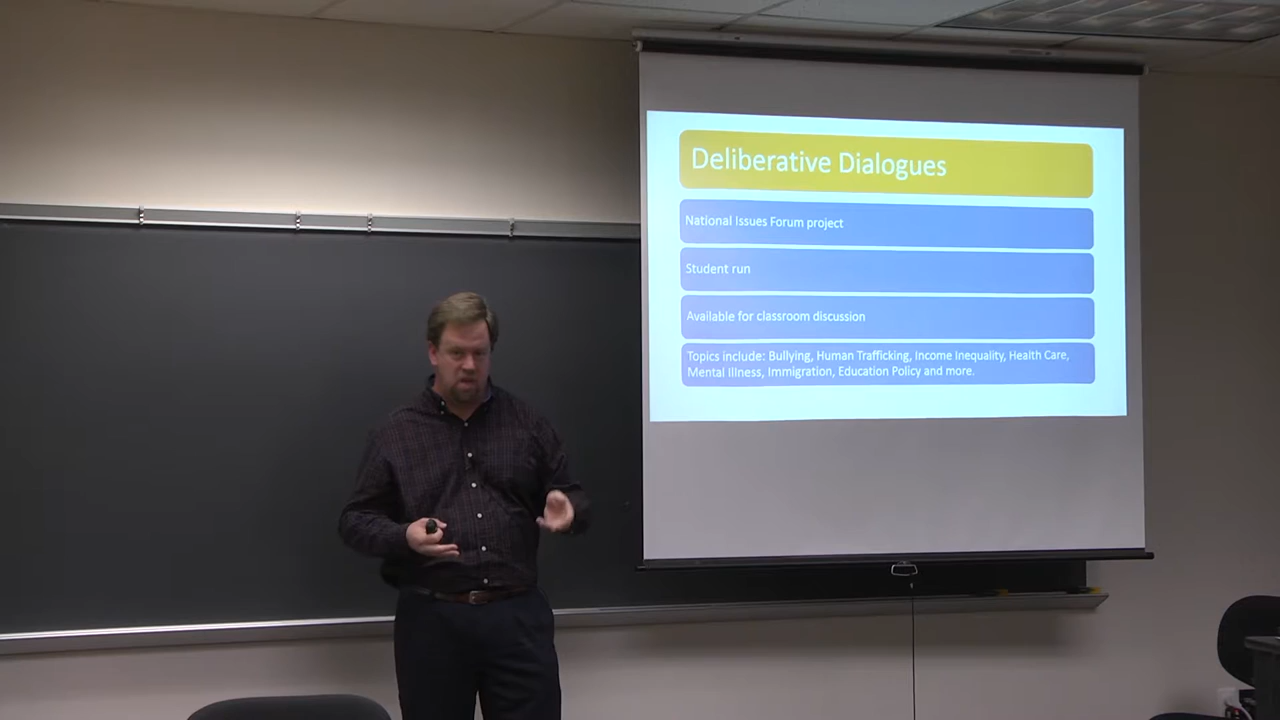 Deliberative Dialogues
National Issues Forum project
Student run
Available for classroom discussion
Topics include: Bullying, Human Trafficking, Income Inequality, Health Care,
Mental Illness, Immigration, Education Policy and more.